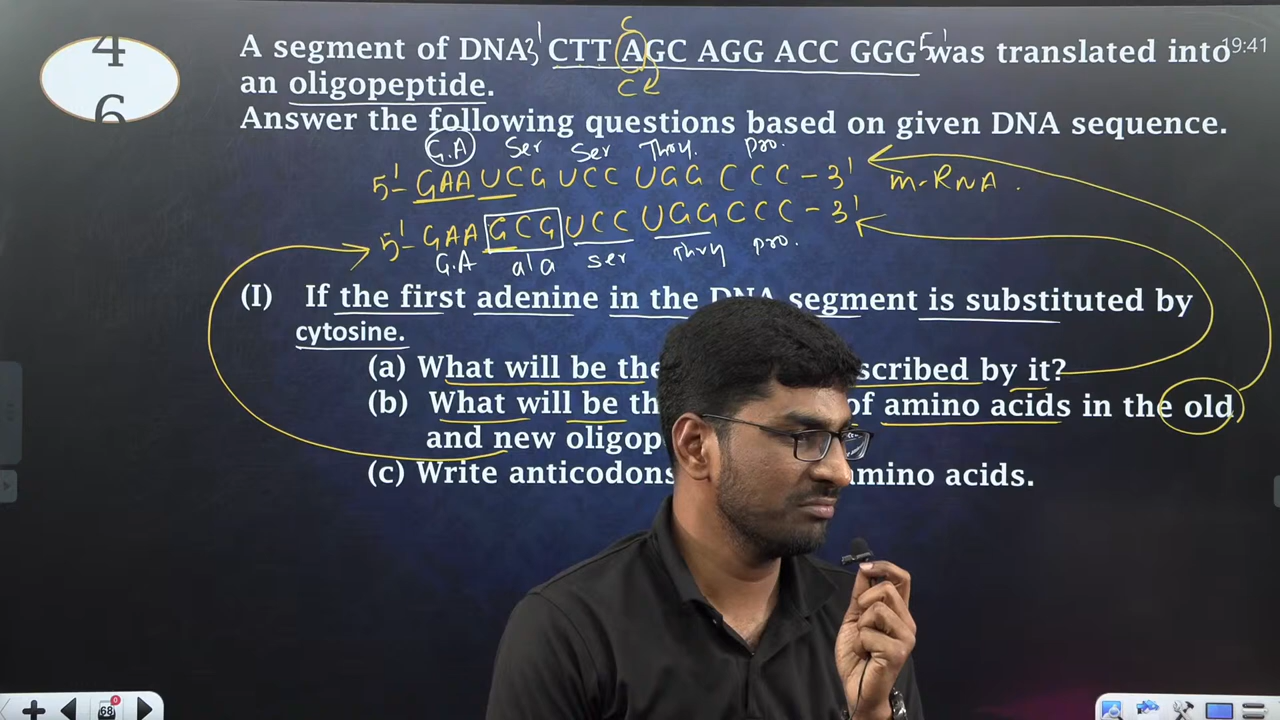 4
6
19:41
C
A segment of DNA 3' CTT AGC AGG ACC GGG 5' was translated into
an oligopeptide.
C
Answer the following questions based on given DNA sequence.
G.A Ser Ser Thry. pro.
5'- GAA UCG UCC UGG CCC - 3' m-RNA.
5'- GAA GCG UCC UGG CCC - 3'
G.A ala ser Thry pro.
(I) If the first adenine in the DNA segment is substituted by
cytosine.
(a) What will be the scribed by it?
(b) What will be th of amino acids in the old
and new oligop
(c) Write anticodons amino acids.
68
0